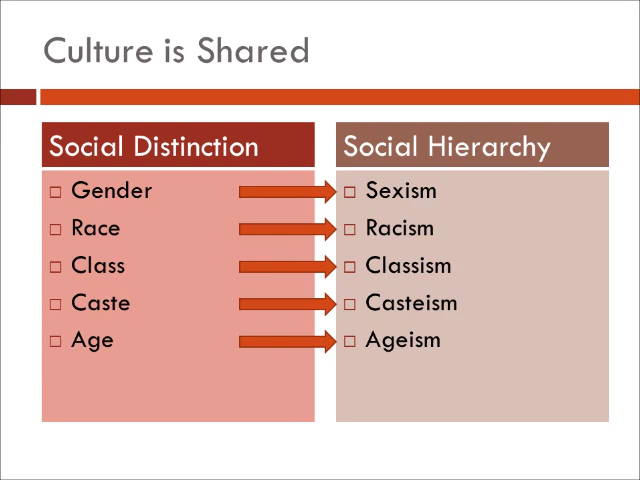 Culture is Shared
Social Distinction
Gender
Race
Class
Caste
Age
Social Hierarchy
Sexism
Racism
Classism
Casteism
Ageism